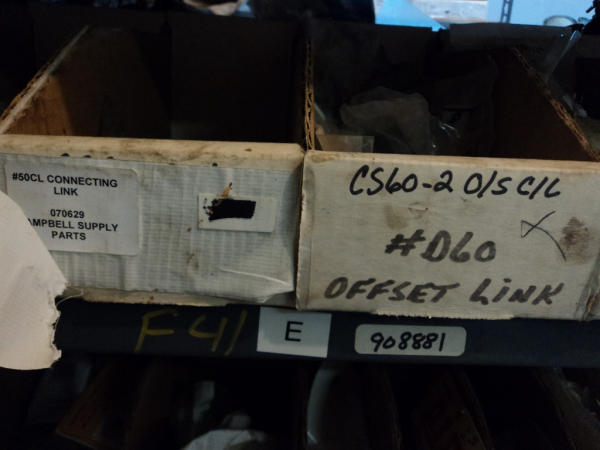 #50CL CONNECTING
LINK
070629
AMPBELL SUPPLY
PARTS
CS60-2 O/S C/L
#D60
OFFSET LINK
F41
E
908881